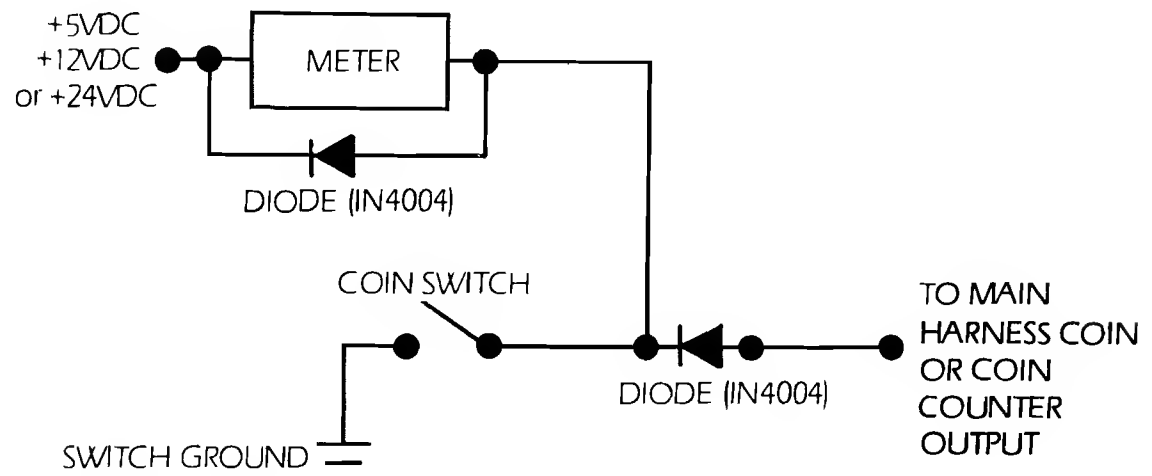 +5VDC
+12VDC
or +24VDC
METER
DIODE (IN4004)
COIN SWITCH
TO MAIN
HARNESS COIN
OR COIN
COUNTER
OUTPUT
DIODE (IN4004)
SWITCH GROUND